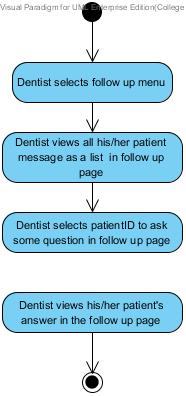 Visual Paradigm for UML Enterprise Edition(College
Dentist selects follow up menu
Dentist views all his/her patient
message as a list in follow up
page
Dentist selects patientID to ask
some question in follow up page
Dentist views his/her patient's
answer in the follow up page